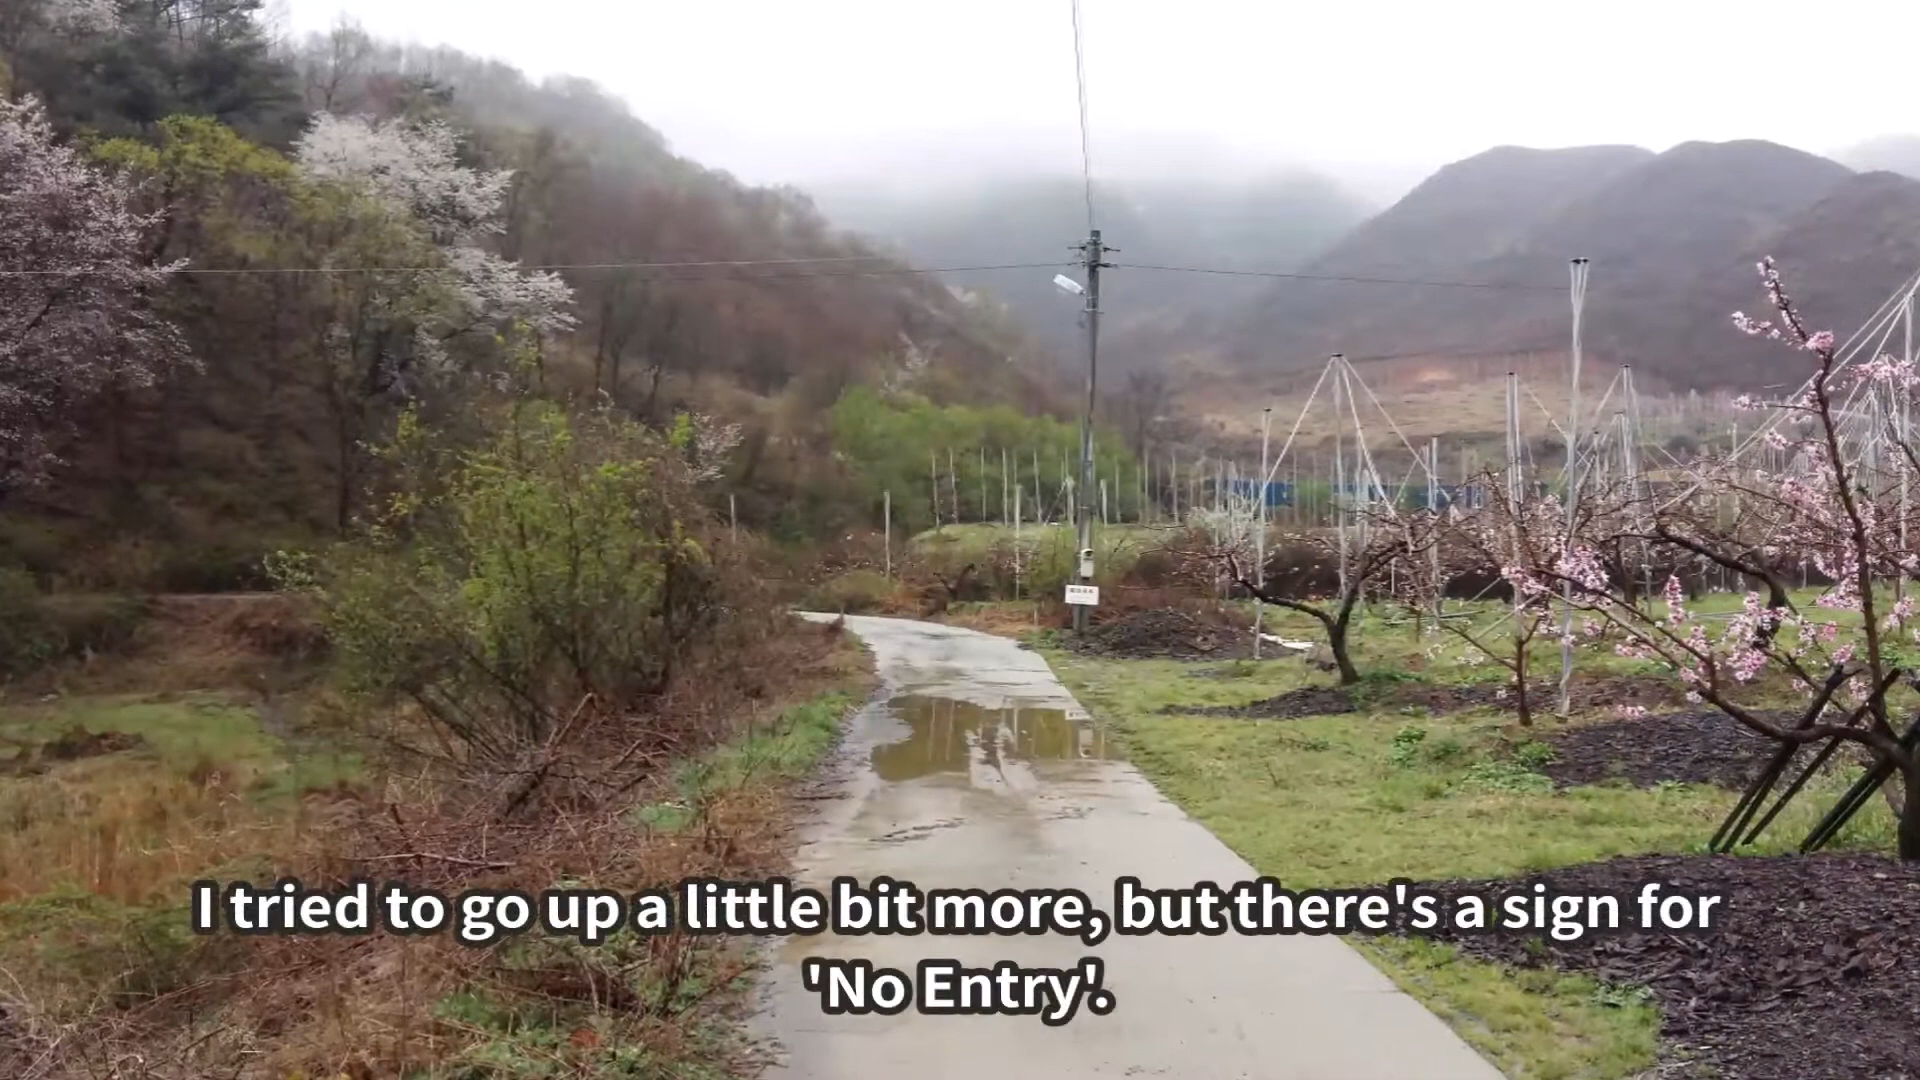 I tried to go up a little bit more, but there's a sign for
'No Entry'.